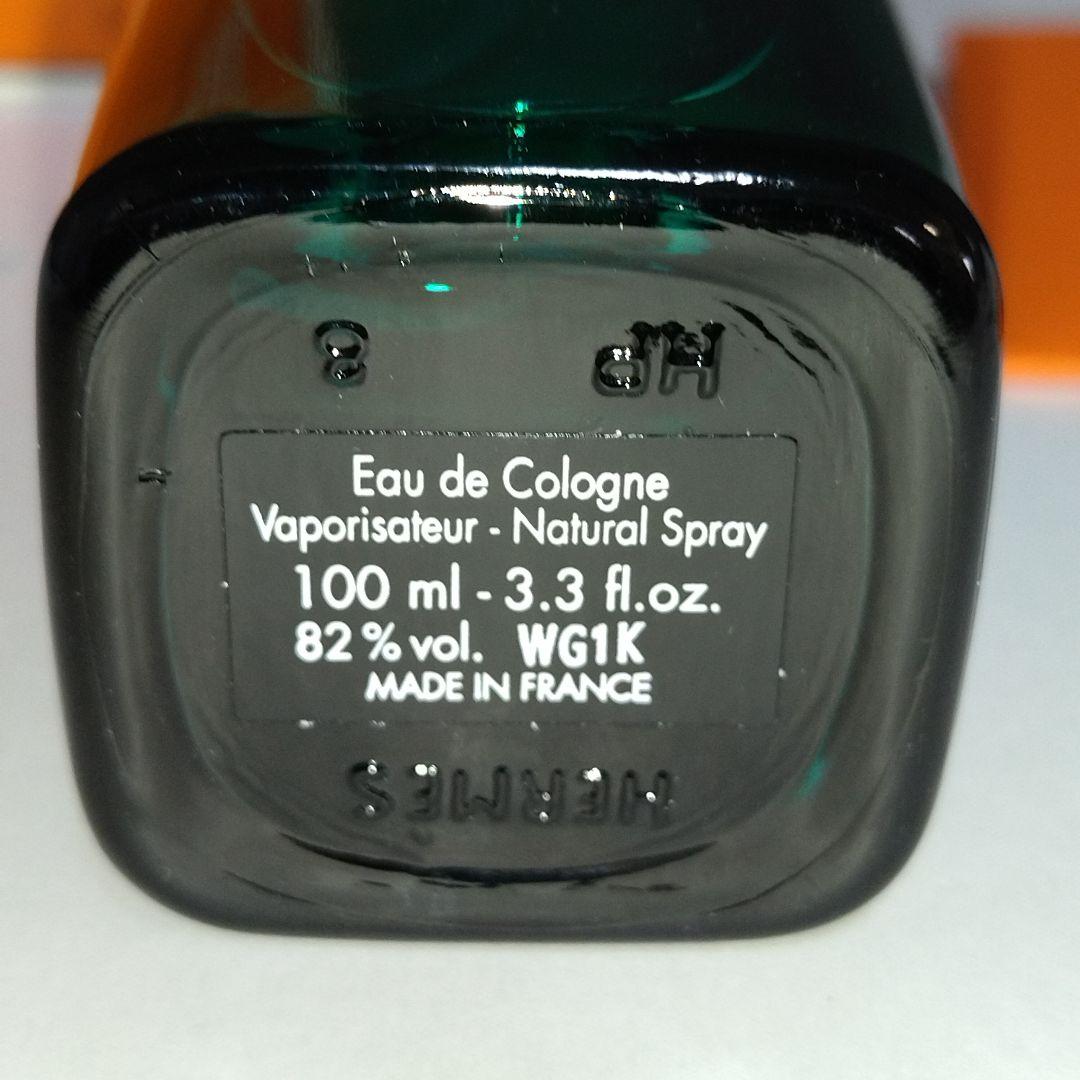 8 HP
Eau de Cologne
Vaporisateur - Natural Spray
100 ml - 3.3 fl.oz.
82% vol. WG1K
MADE IN FRANCE
HERMÈS